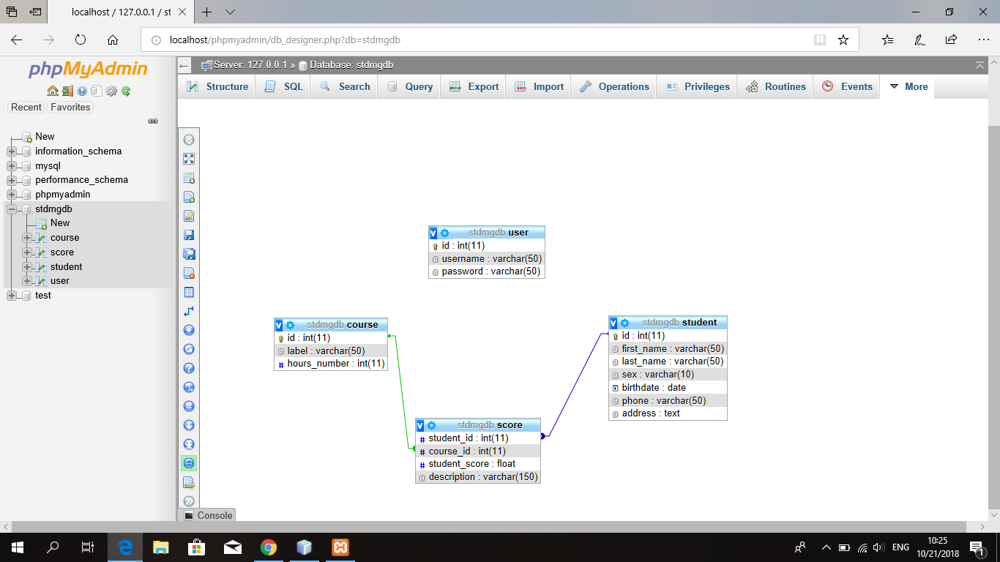 localhost / 127.0.0.1 / st
localhost/phpmyadmin/db_designer.php?db=stdmgdb
phpMyAdmin
Recent Favorites
New
information_schema
mysql
performance_schema
phpmyadmin
stdmgdb
New
course
score
student
user
test
Server: 127.0.0.1 » Database: stdmgdb
Structure SQL Search Query Export Import Operations Privileges Routines Events More
stdmgdb user
id : int(11)
username : varchar(50)
password : varchar(50)
stdmgdb course
id : int(11)
label : varchar(50)
hours_number : int(11)
stdmgdb student
id : int(11)
first_name : varchar(50)
last_name : varchar(50)
sex : varchar(10)
birthdate : date
phone : varchar(50)
address : text
stdmgdb score
student_id : int(11)
course_id : int(11)
student_score : float
description : varchar(150)
Console
ENG
10:25
10/21/2018
1